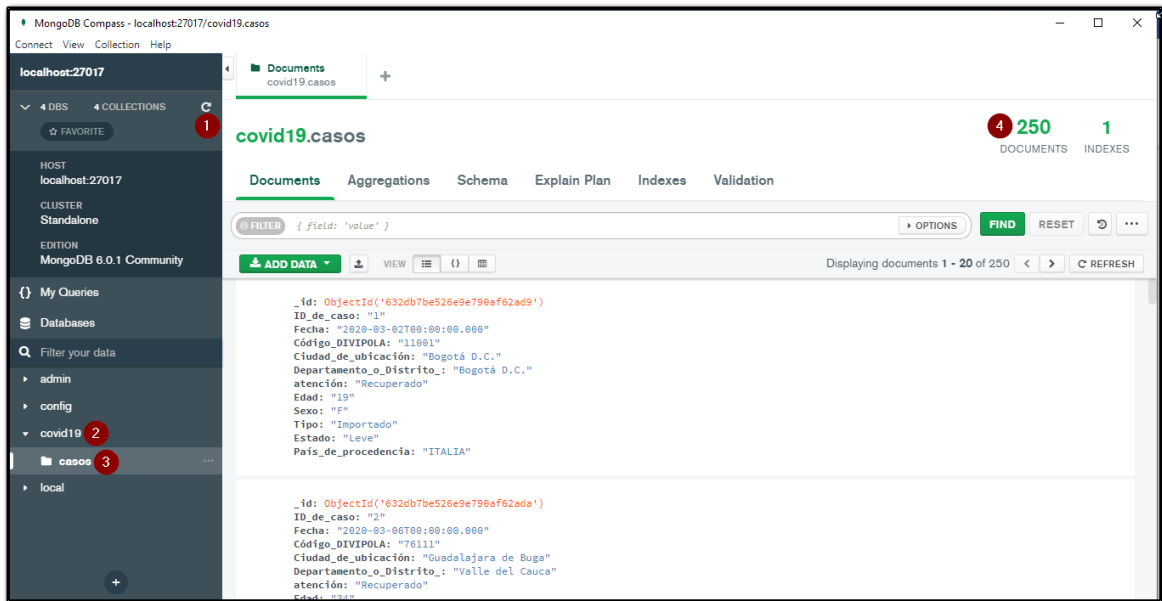 MongoDB Compass - localhost:27017/covid19.casos
Connect View Collection Help
localhost:27017
4 DBS 4 COLLECTIONS
1
FAVORITE
HOST
localhost:27017
CLUSTER
Standalone
EDITION
MongoDB 6.0.1 Community
{} My Queries
Databases
Filter your data
admin
config
covid19 2
casos 3 ...
local
+
Documents
covid19.casos
+
covid19.casos
4 250
DOCUMENTS
1
INDEXES
Documents Aggregations Schema Explain Plan Indexes Validation
FILTER { field: 'value' } OPTIONS FIND RESET ...
ADD DATA VIEW {} Displaying documents 1 - 20 of 250 < > REFRESH
_id: ObjectId('632db7be526e9e790af62ad9')
ID_de_caso: "1"
Fecha: "2020-03-02T00:00:00.000"
Código_DIVIPOLA: "11001"
Ciudad_de_ubicación: "Bogotá D.C."
Departamento_o_Distrito_: "Bogotá D.C."
atención: "Recuperado"
Edad: "19"
Sexo: "F"
Tipo: "Importado"
Estado: "Leve"
País_de_procedencia: "ITALIA"
_id: ObjectId('632db7be526e9e790af62ada')
ID_de_caso: "2"
Fecha: "2020-03-06T00:00:00.000"
Código_DIVIPOLA: "76111"
Ciudad_de_ubicación: "Guadalajara de Buga"
Departamento_o_Distrito_: "Valle del Cauca"
atención: "Recuperado"
Edad: "34"